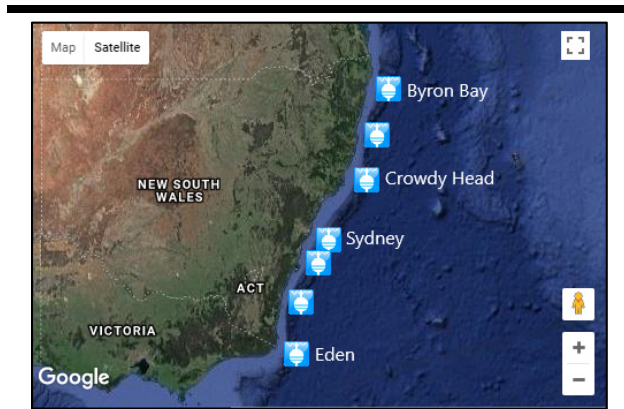 Map Satellite
Byron Bay
Crowdy Head
NEW SOUTH
WALES
Sydney
ACT
VICTORIA
Eden
Google
+
−